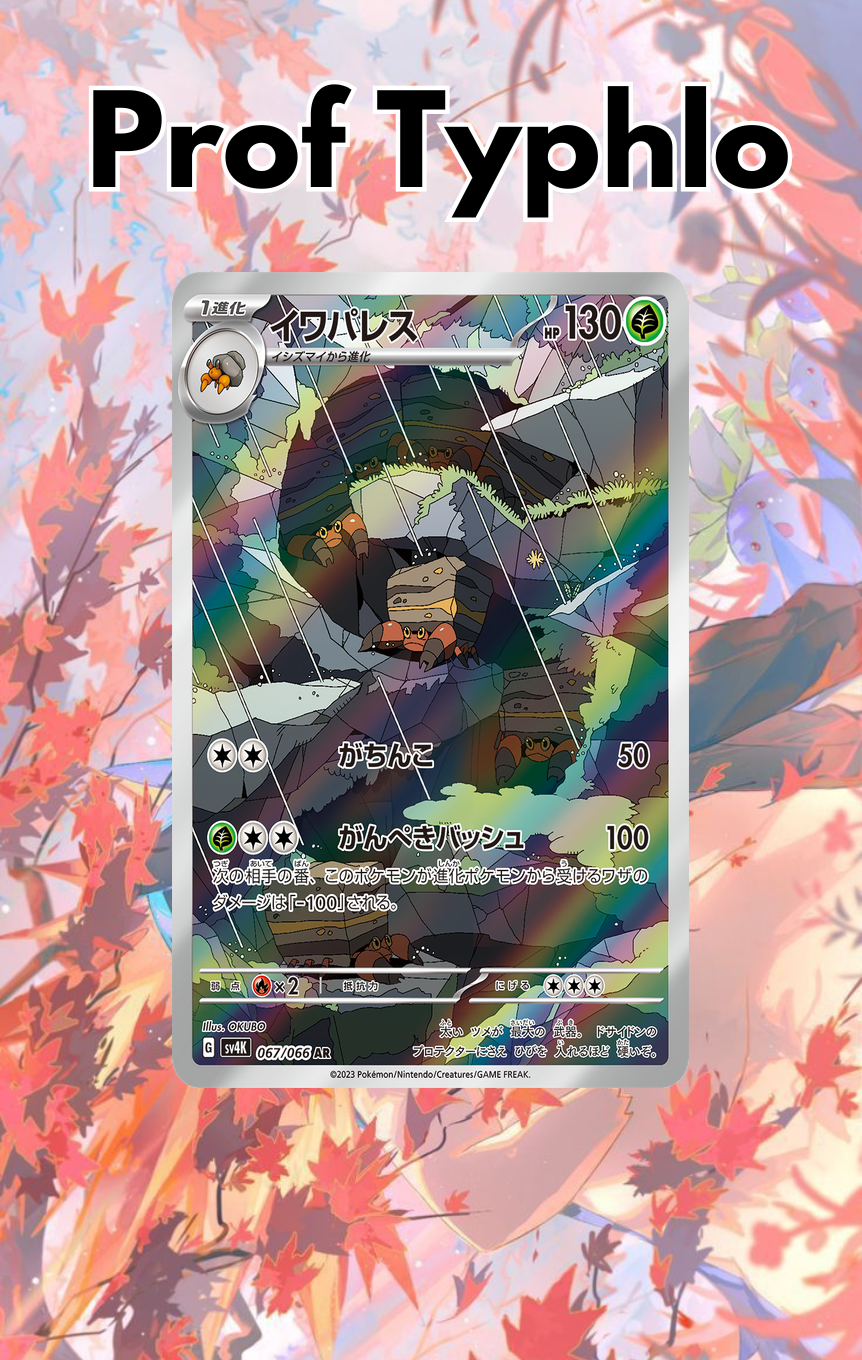 Prof Typhlo
1進化
イワパレス
HP 130
イシズマイから進化
がちんこ 50
がんぺきバッシュ 100
次の相手の番、このポケモンが進化ポケモンから受けるワザの
ダメージは「-100」される。
弱点 ×2 抵抗力 にげる
Illus. OKUBO
太い ツメが 最大の 武器。 ドサイドンの
プロテクターにさえ ひびを 入れるほど 硬いぞ。
G sv4K 067/066 AR
©2023 Pokémon/Nintendo/Creatures/GAME FREAK.